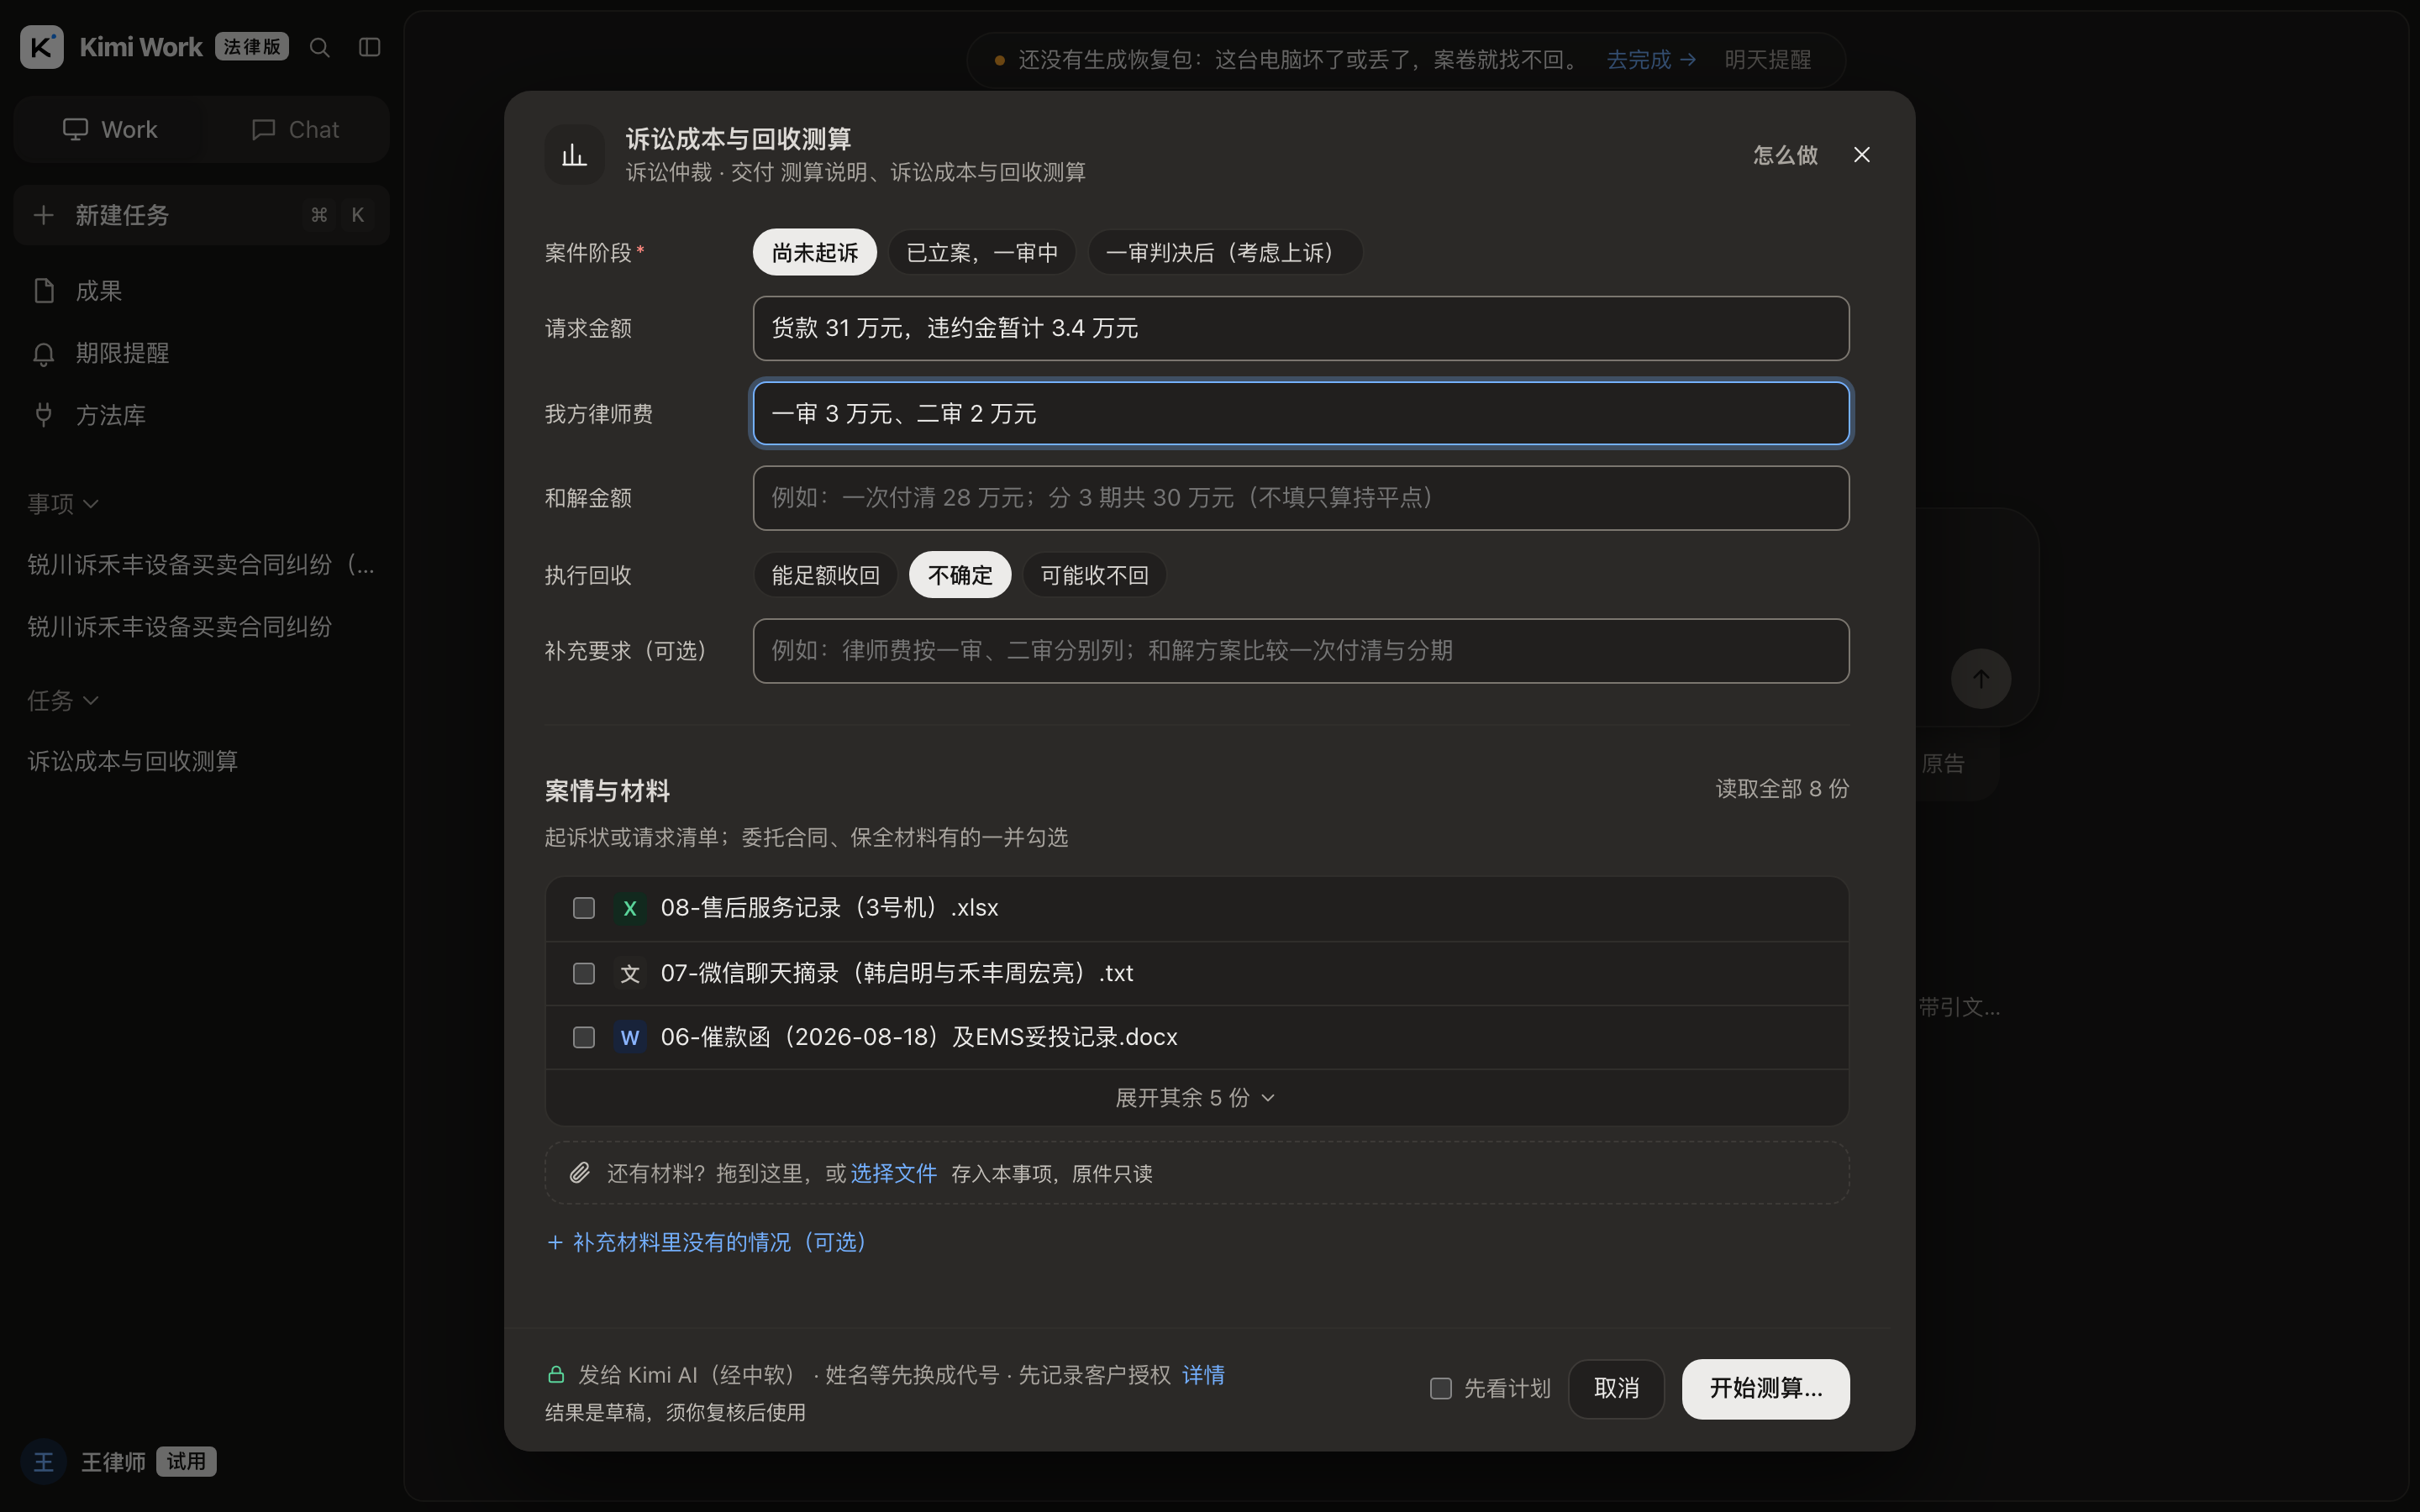 Kimi Work 法律版
Work
Chat
新建任务 ⌘ K
成果
期限提醒
方法库
事项
锐川诉禾丰设备买卖合同纠纷（...
锐川诉禾丰设备买卖合同纠纷
任务
诉讼成本与回收测算
王 王律师 试用
还没有生成恢复包：这台电脑坏了或丢了，案卷就找不回。 去完成 → 明天提醒
诉讼成本与回收测算
诉讼仲裁 · 交付 测算说明、诉讼成本与回收测算
怎么做
案件阶段* 尚未起诉 已立案，一审中 一审判决后（考虑上诉）
请求金额 货款 31 万元，违约金暂计 3.4 万元
我方律师费 一审 3 万元、二审 2 万元
和解金额 例如：一次付清 28 万元；分 3 期共 30 万元（不填只算持平点）
执行回收 能足额收回 不确定 可能收不回
补充要求（可选） 例如：律师费按一审、二审分别列；和解方案比较一次付清与分期
案情与材料 读取全部 8 份
起诉状或请求清单；委托合同、保全材料有的一并勾选
X 08-售后服务记录（3号机）.xlsx
文 07-微信聊天摘录（韩启明与禾丰周宏亮）.txt
W 06-催款函（2026-08-18）及EMS妥投记录.docx
展开其余 5 份
还有材料？拖到这里，或选择文件 存入本事项，原件只读
+ 补充材料里没有的情况（可选）
发给 Kimi AI（经中软） · 姓名等先换成代号 · 先记录客户授权 详情
结果是草稿，须你复核后使用
先看计划 取消 开始测算...
原告
带引文...